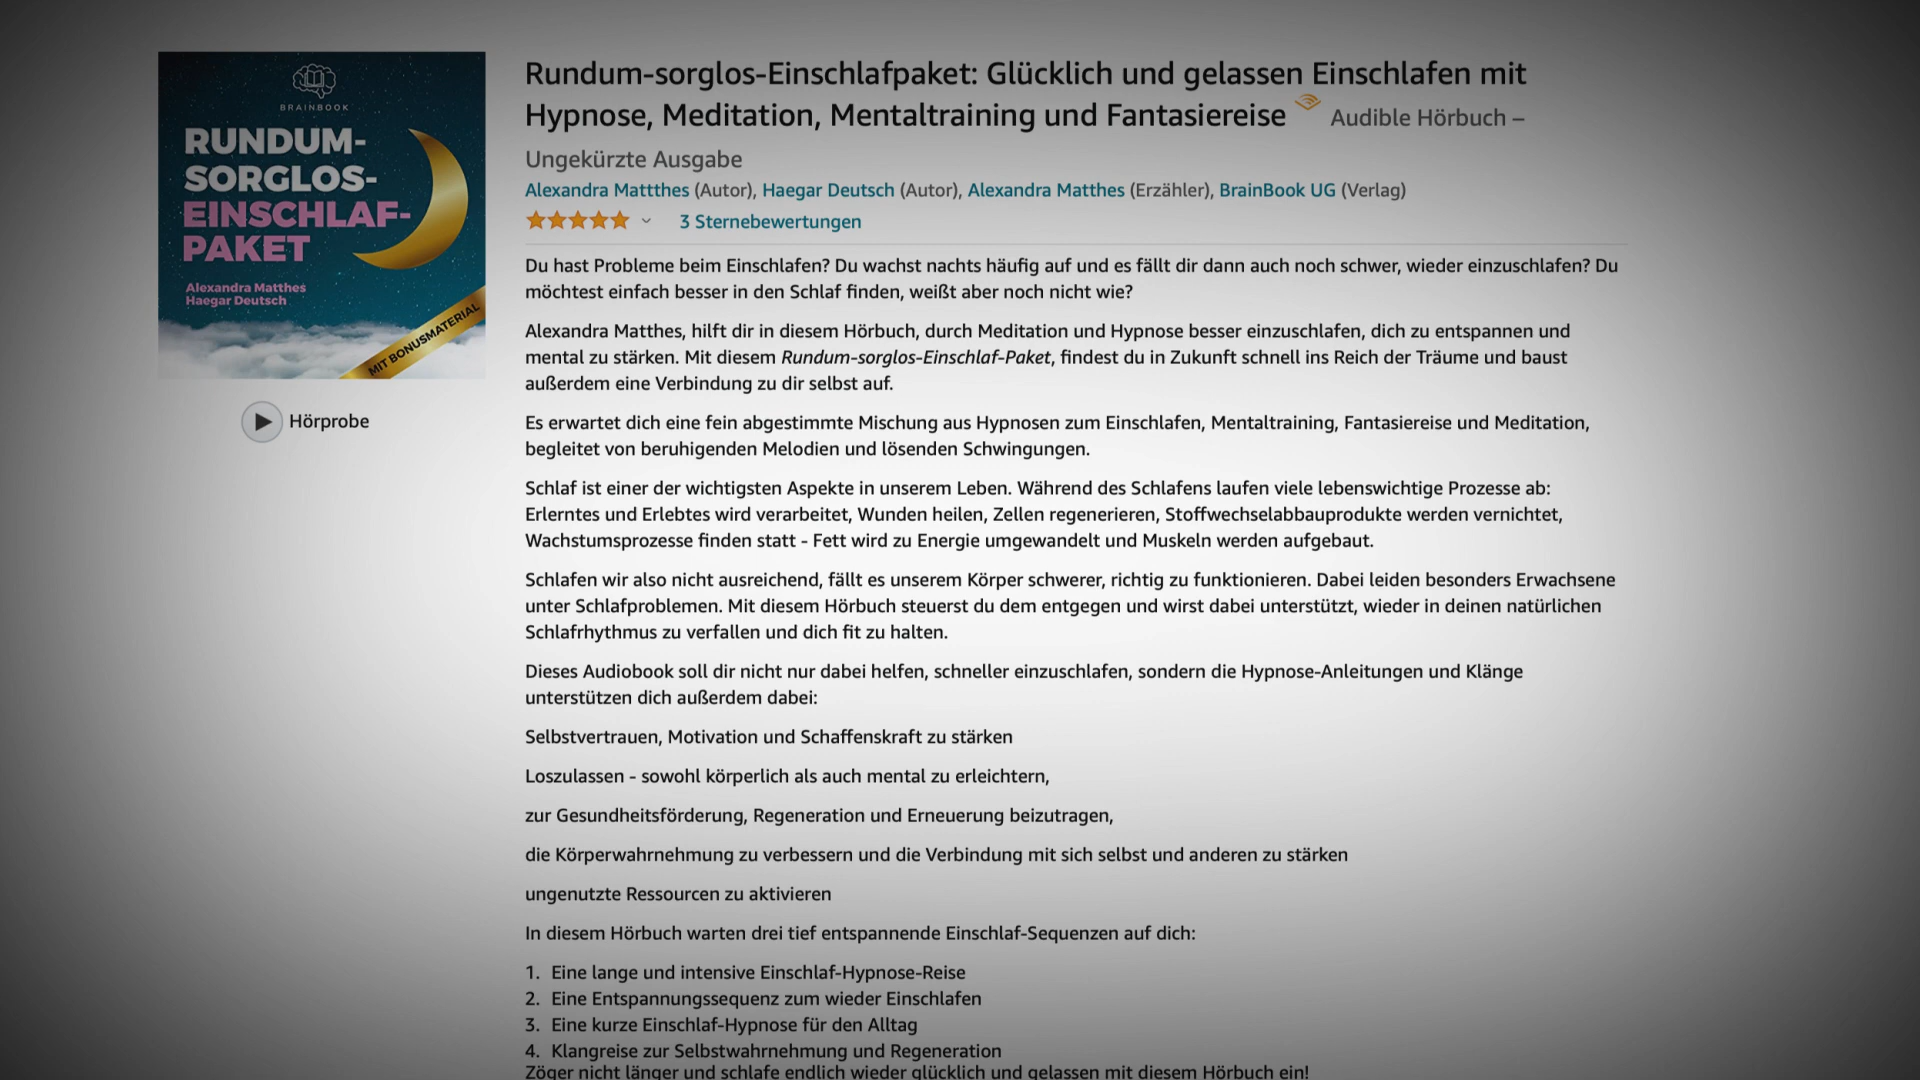 BRAINBOOK
RUNDUM-
SORGLOS-
EINSCHLAF-
PAKET
Alexandra Matthes
Haegar Deutsch
MIT BONUSMATERIAL
Hörprobe
Rundum-sorglos-Einschlafpaket: Glücklich und gelassen Einschlafen mit
Hypnose, Meditation, Mentaltraining und Fantasiereise Audible Hörbuch –
Ungekürzte Ausgabe
Alexandra Mattthes (Autor), Haegar Deutsch (Autor), Alexandra Matthes (Erzähler), BrainBook UG (Verlag)
3 Sternebewertungen
Du hast Probleme beim Einschlafen? Du wachst nachts häufig auf und es fällt dir dann auch noch schwer, wieder einzuschlafen? Du
möchtest einfach besser in den Schlaf finden, weißt aber noch nicht wie?
Alexandra Matthes, hilft dir in diesem Hörbuch, durch Meditation und Hypnose besser einzuschlafen, dich zu entspannen und
mental zu stärken. Mit diesem Rundum-sorglos-Einschlaf-Paket, findest du in Zukunft schnell ins Reich der Träume und baust
außerdem eine Verbindung zu dir selbst auf.
Es erwartet dich eine fein abgestimmte Mischung aus Hypnosen zum Einschlafen, Mentaltraining, Fantasiereise und Meditation,
begleitet von beruhigenden Melodien und lösenden Schwingungen.
Schlaf ist einer der wichtigsten Aspekte in unserem Leben. Während des Schlafens laufen viele lebenswichtige Prozesse ab:
Erlerntes und Erlebtes wird verarbeitet, Wunden heilen, Zellen regenerieren, Stoffwechselabbauprodukte werden vernichtet,
Wachstumsprozesse finden statt - Fett wird zu Energie umgewandelt und Muskeln werden aufgebaut.
Schlafen wir also nicht ausreichend, fällt es unserem Körper schwerer, richtig zu funktionieren. Dabei leiden besonders Erwachsene
unter Schlafproblemen. Mit diesem Hörbuch steuerst du dem entgegen und wirst dabei unterstützt, wieder in deinen natürlichen
Schlafrhythmus zu verfallen und dich fit zu halten.
Dieses Audiobook soll dir nicht nur dabei helfen, schneller einzuschlafen, sondern die Hypnose-Anleitungen und Klänge
unterstützen dich außerdem dabei:
Selbstvertrauen, Motivation und Schaffenskraft zu stärken
Loszulassen - sowohl körperlich als auch mental zu erleichtern,
zur Gesundheitsförderung, Regeneration und Erneuerung beizutragen,
die Körperwahrnehmung zu verbessern und die Verbindung mit sich selbst und anderen zu stärken
ungenutzte Ressourcen zu aktivieren
In diesem Hörbuch warten drei tief entspannende Einschlaf-Sequenzen auf dich:
1. Eine lange und intensive Einschlaf-Hypnose-Reise
2. Eine Entspannungssequenz zum wieder Einschlafen
3. Eine kurze Einschlaf-Hypnose für den Alltag
4. Klangreise zur Selbstwahrnehmung und Regeneration
Zöger nicht länger und schlafe endlich wieder glücklich und gelassen mit diesem Hörbuch ein!